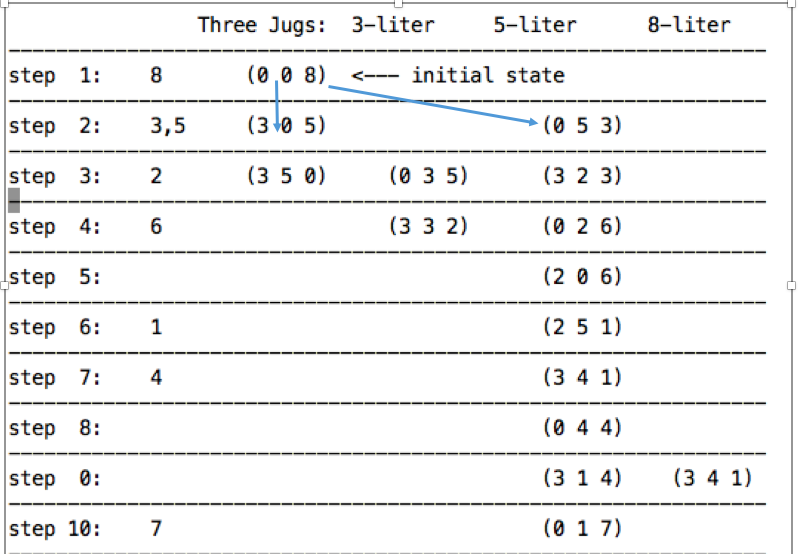 Three Jugs: 3-liter 5-liter 8-liter
step 1: 8 (0 0 8) <--- initial state
step 2: 3,5 (3 0 5) (0 5 3)
step 3: 2 (3 5 0) (0 3 5) (3 2 3)
step 4: 6 (3 3 2) (0 2 6)
step 5: (2 0 6)
step 6: 1 (2 5 1)
step 7: 4 (3 4 1)
step 8: (0 4 4)
step 0: (3 1 4) (3 4 1)
step 10: 7 (0 1 7)